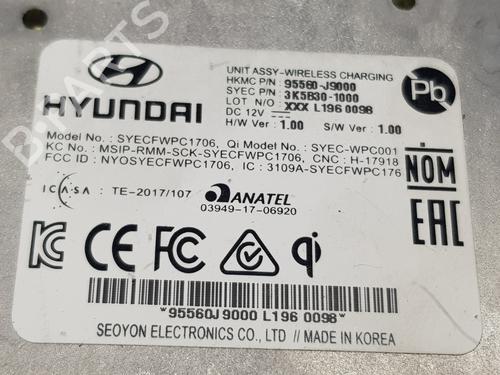 HYUNDAI
UNIT ASSY-WIRELESS CHARGING
HKMC P/N : 95560-J9000
SYEC P/N : 3K5B30-1000
LOT N/O : XXX L196 0098
DC 12V
H/W Ver : 1.00 S/W Ver : 1.00
Pb
Model No. : SYECFWPC1706, Qi Model No. : SYEC-WPC001
KC No. : MSIP-RMM-SCK-SYECFWPC1706, CNC : H-17918
FCC ID : NYOSYECFWPC1706, IC : 3109A-SYECFWPC176
NOM
ICASA : TE-2017/107 ANATEL
03949-17-06920
EAC
KC CE FC qi
*95560J9000 L196 0098*
SEOYON ELECTRONICS CO., LTD // MADE IN KOREA
B-PARTS